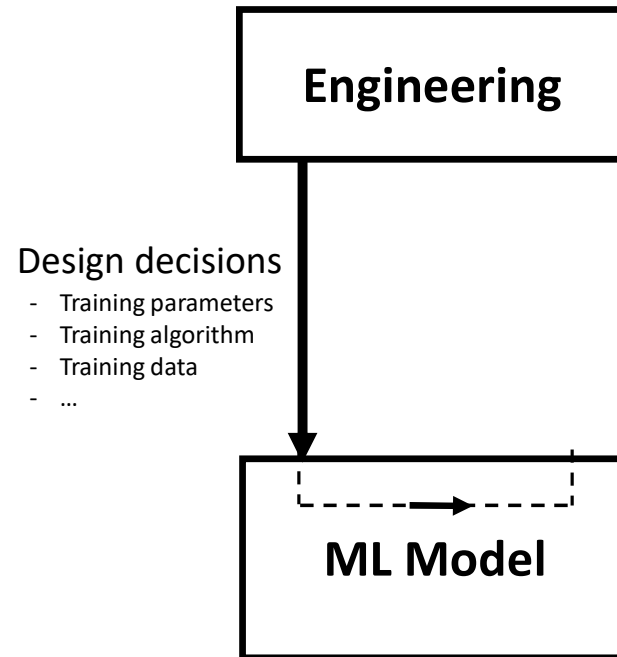 Engineering
Design decisions
- Training parameters
- Training algorithm
- Training data
- ...
ML Model